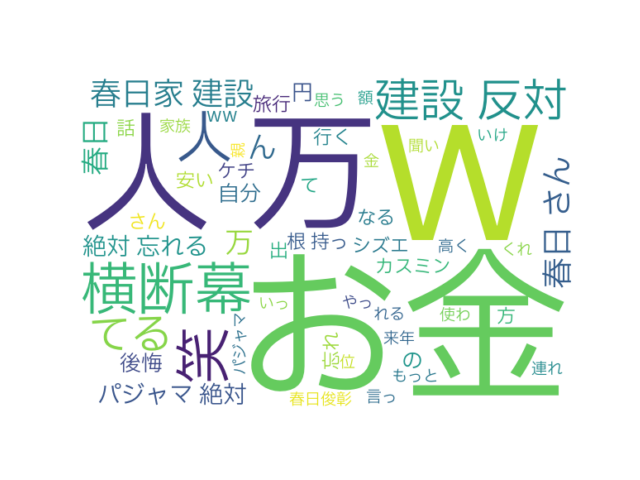 春日家 建設
ww
旅行
円
思う
額
建設 反対
春日
話
家族
人
人
万
w
ん
行く
聞い
いけ
親
ケチ
金
安い
自分
て
さん
なる
春日 さん
絶対 忘れる
万
出
根 持っ
シズエ
高く
くれ
カスミン
横断幕
お金
てる
笑
いっ
やっ
れる
使わ
方
パジャマ
忘れ
来年
の
後悔
位
もっと
連れ
パジャマ 絶対
春日俊彰
言っ